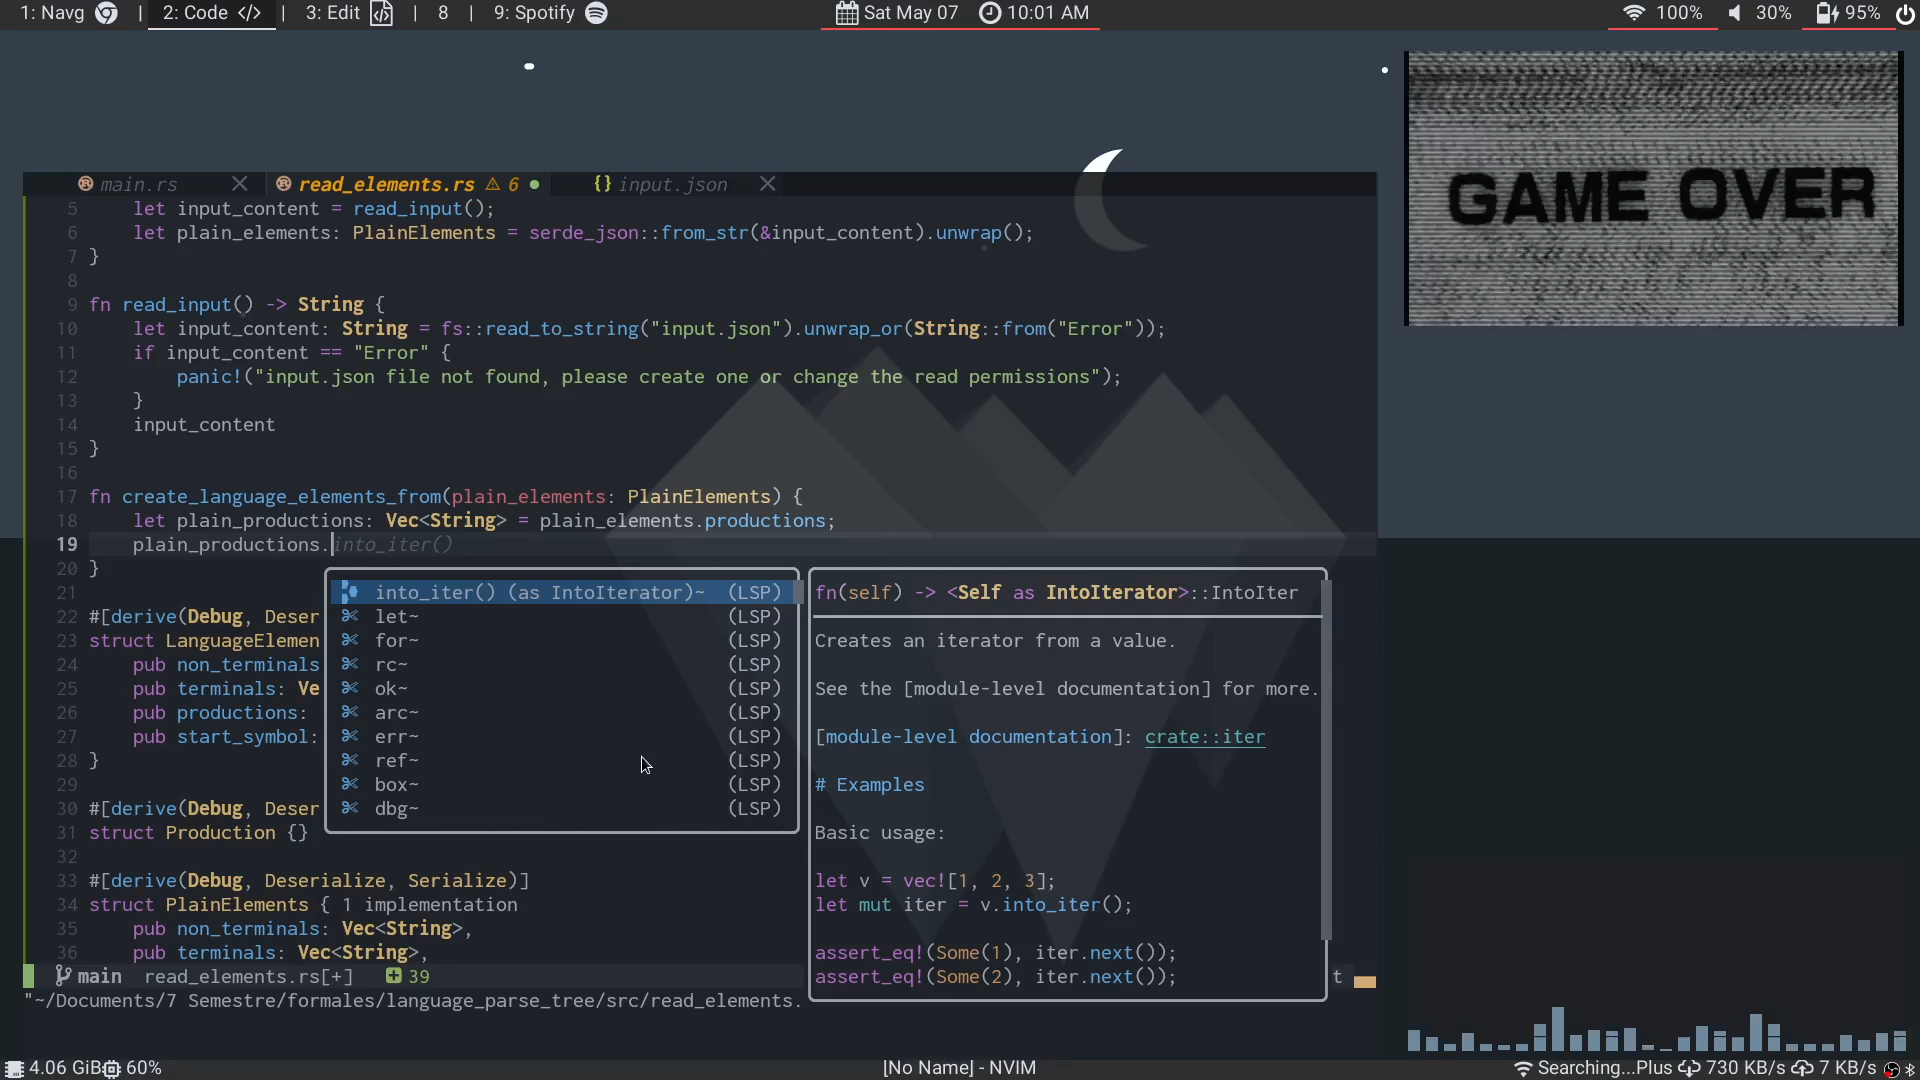 1: Navg | 2: Code </> | 3: Edit | 8 | 9: Spotify Sat May 07 10:01 AM 100% 30% 95%
GAME OVER
main.rs read_elements.rs 6 {} input.json
5 let input_content = read_input();
6 let plain_elements: PlainElements = serde_json::from_str(&input_content).unwrap();
7 }
8
9 fn read_input() -> String {
10 let input_content: String = fs::read_to_string("input.json").unwrap_or(String::from("Error"));
11 if input_content == "Error" {
12 panic!("input.json file not found, please create one or change the read permissions");
13 }
14 input_content
15 }
16
17 fn create_language_elements_from(plain_elements: PlainElements) {
18 let plain_productions: Vec<String> = plain_elements.productions;
19 plain_productions.into_iter()
20 }
21
22 #[derive(Debug, Deser
23 struct LanguageElemen
24 pub non_terminals
25 pub terminals: Ve
26 pub productions:
27 pub start_symbol:
28 }
29
30 #[derive(Debug, Deser
31 struct Production {}
32
33 #[derive(Debug, Deserialize, Serialize)]
34 struct PlainElements { 1 implementation
35 pub non_terminals: Vec<String>,
36 pub terminals: Vec<String>,
into_iter() (as IntoIterator)~ (LSP)
let~ (LSP)
for~ (LSP)
rc~ (LSP)
ok~ (LSP)
arc~ (LSP)
err~ (LSP)
ref~ (LSP)
box~ (LSP)
dbg~ (LSP)
fn(self) -> <Self as IntoIterator>::IntoIter
Creates an iterator from a value.
See the [module-level documentation] for more.
[module-level documentation]: crate::iter
# Examples
Basic usage:
let v = vec![1, 2, 3];
let mut iter = v.into_iter();
assert_eq!(Some(1), iter.next());
assert_eq!(Some(2), iter.next());
main read_elements.rs[+] 39 t
"~/Documents/7 Semestre/formales/language_parse_tree/src/read_elements.
4.06 GiB 60% [No Name] - NVIM Searching...Plus 730 KB/s 7 KB/s